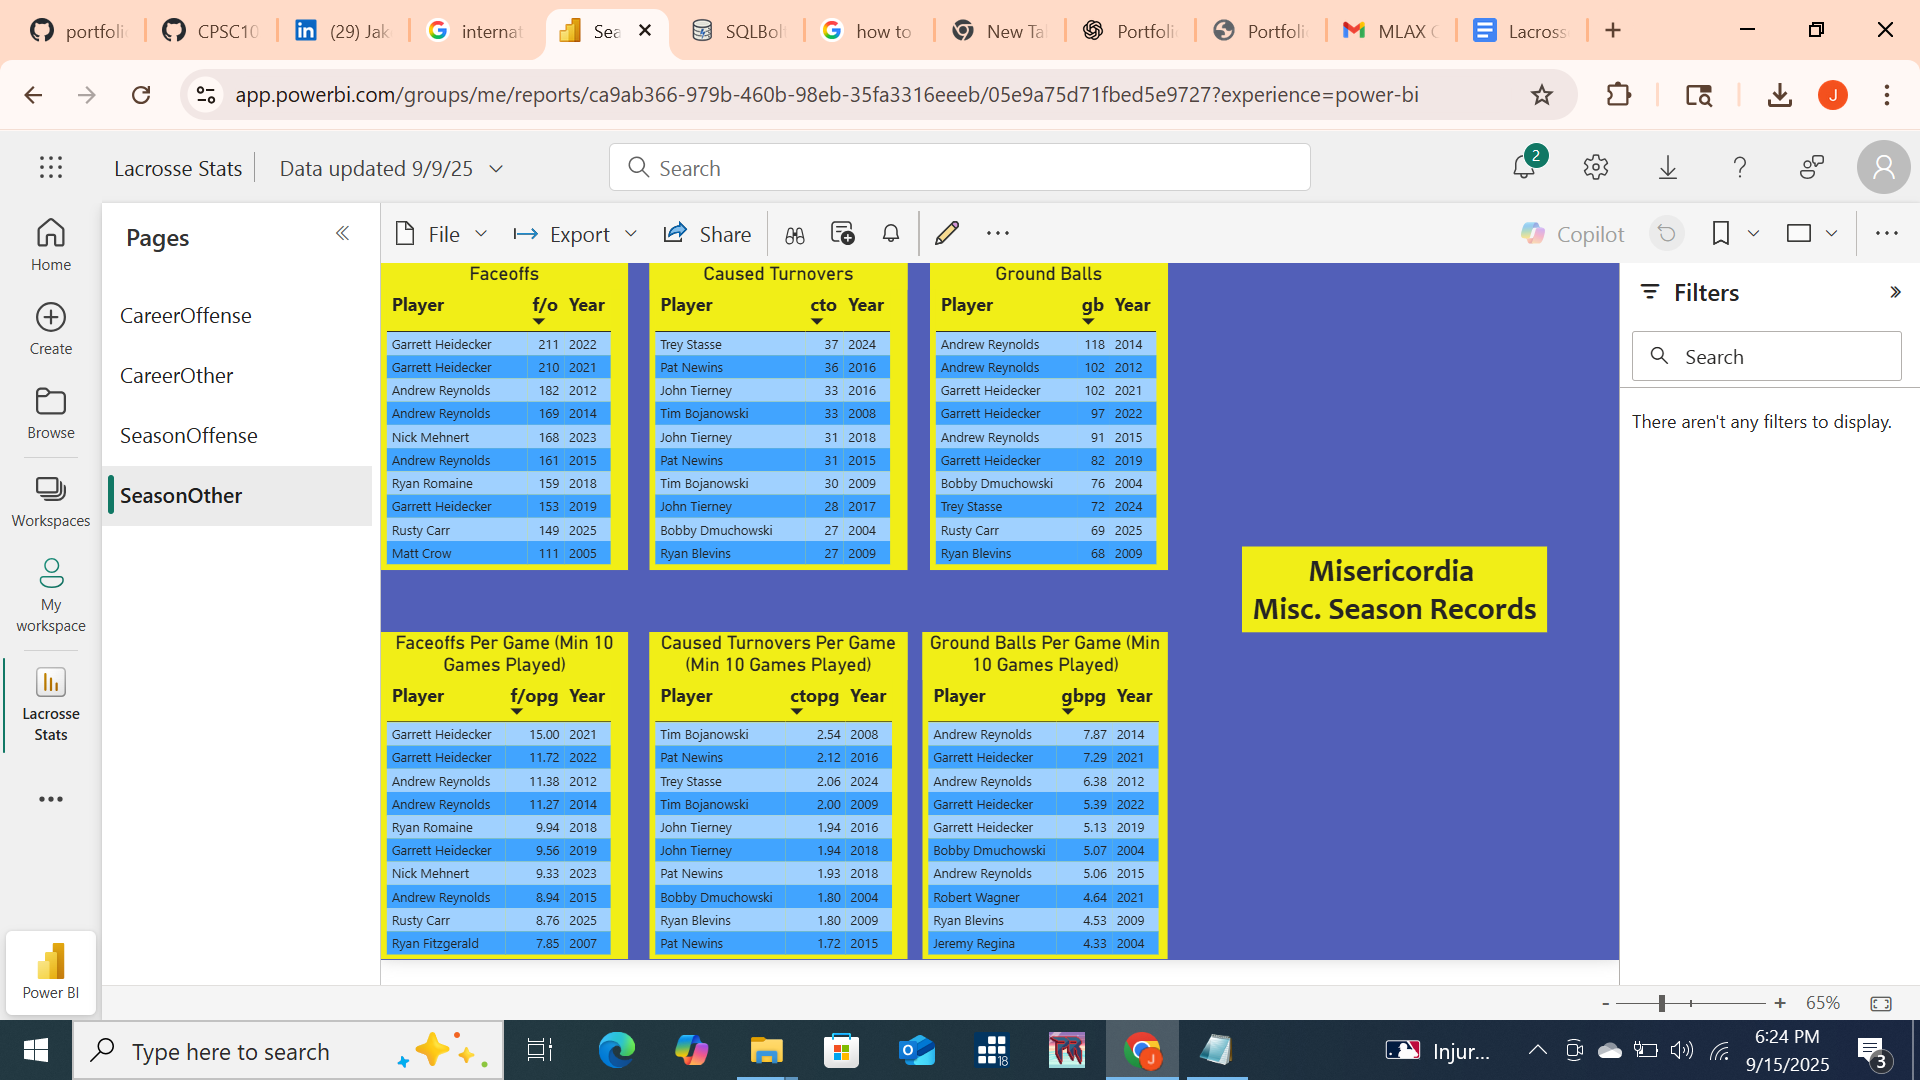 portfoli
CPSC10
(29) Jak
internat
Sea
SQLBolt
how to
New Ta
Portfoli
Portfoli
MLAX
Lacross
app.powerbi.com/groups/me/reports/ca9ab366-979b-460b-98eb-35fa3316eeeb/05e9a75d71fbed5e9727?experience=power-bi
J
Lacrosse Stats
Data updated 9/9/25
Search
2
Home
Create
Browse
Workspaces
My
workspace
Lacrosse
Stats
Power BI
Pages
CareerOffense
CareerOther
SeasonOffense
SeasonOther
File
Export
Share
Copilot
Faceoffs
Player f/o Year
Garrett Heidecker 211 2022
Garrett Heidecker 210 2021
Andrew Reynolds 182 2012
Andrew Reynolds 169 2014
Nick Mehnert 168 2023
Andrew Reynolds 161 2015
Ryan Romaine 159 2018
Garrett Heidecker 153 2019
Rusty Carr 149 2025
Matt Crow 111 2005
Caused Turnovers
Player cto Year
Trey Stasse 37 2024
Pat Newins 36 2016
John Tierney 33 2016
Tim Bojanowski 33 2008
John Tierney 31 2018
Pat Newins 31 2015
Tim Bojanowski 30 2009
John Tierney 28 2017
Bobby Dmuchowski 27 2004
Ryan Blevins 27 2009
Ground Balls
Player gb Year
Andrew Reynolds 118 2014
Andrew Reynolds 102 2012
Garrett Heidecker 102 2021
Garrett Heidecker 97 2022
Andrew Reynolds 91 2015
Garrett Heidecker 82 2019
Bobby Dmuchowski 76 2004
Trey Stasse 72 2024
Rusty Carr 69 2025
Ryan Blevins 68 2009
Misericordia
Misc. Season Records
Faceoffs Per Game (Min 10
Games Played)
Player f/opg Year
Garrett Heidecker 15.00 2021
Garrett Heidecker 11.72 2022
Andrew Reynolds 11.38 2012
Andrew Reynolds 11.27 2014
Ryan Romaine 9.94 2018
Garrett Heidecker 9.56 2019
Nick Mehnert 9.33 2023
Andrew Reynolds 8.94 2015
Rusty Carr 8.76 2025
Ryan Fitzgerald 7.85 2007
Caused Turnovers Per Game
(Min 10 Games Played)
Player ctopg Year
Tim Bojanowski 2.54 2008
Pat Newins 2.12 2016
Trey Stasse 2.06 2024
Tim Bojanowski 2.00 2009
John Tierney 1.94 2016
John Tierney 1.94 2018
Pat Newins 1.93 2018
Bobby Dmuchowski 1.80 2004
Ryan Blevins 1.80 2009
Pat Newins 1.72 2015
Ground Balls Per Game (Min
10 Games Played)
Player gbpg Year
Andrew Reynolds 7.87 2014
Garrett Heidecker 7.29 2021
Andrew Reynolds 6.38 2012
Garrett Heidecker 5.39 2022
Garrett Heidecker 5.13 2019
Bobby Dmuchowski 5.07 2004
Andrew Reynolds 5.06 2015
Robert Wagner 4.64 2021
Ryan Blevins 4.53 2009
Jeremy Regina 4.33 2004
Filters
Search
There aren't any filters to display.
- + 65%
Type here to search
18
PR
J
Injur...
6:24 PM
9/15/2025
3